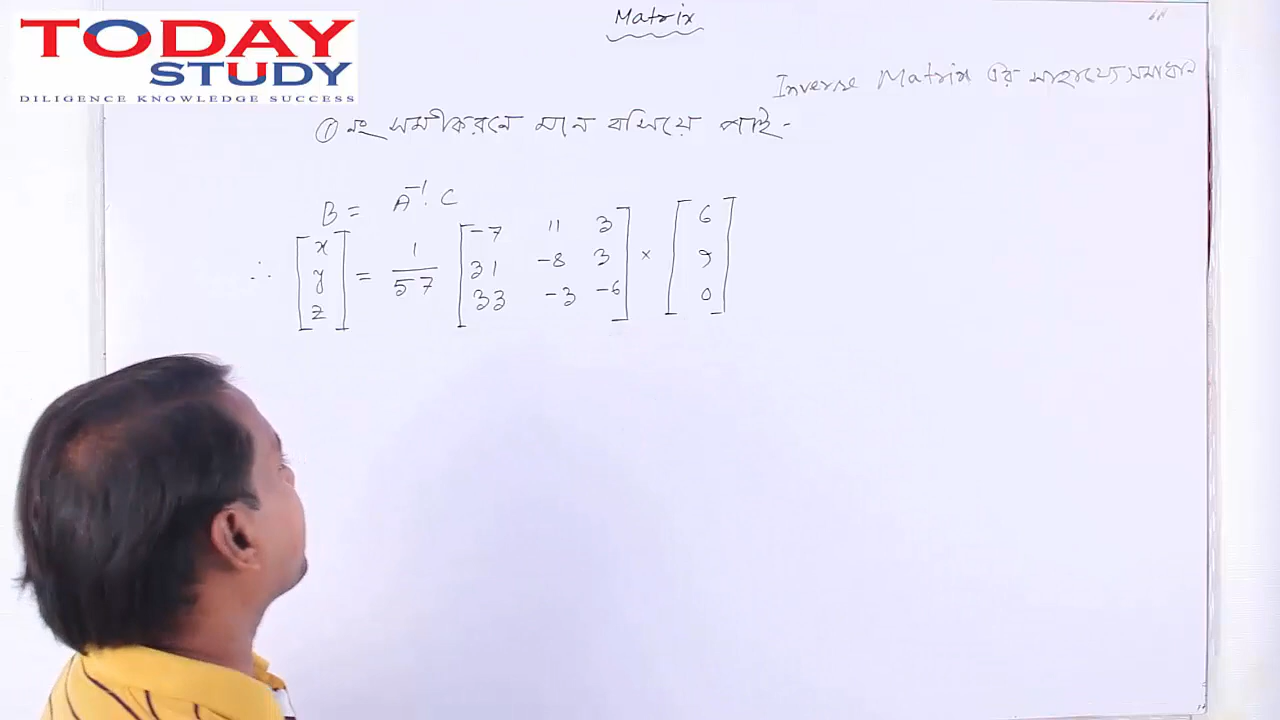 TODAY
STUDY
DILIGENCE KNOWLEDGE SUCCESS
Matrix
Inverse Matrix এর সাহায্যে সমাধান
① নং সমীকরনে মান বসিয়ে পাই-
B = A⁻¹. C
∴ [x y z] = 1/57 [-7 11 3; 31 -8 3; 33 -3 -6] × [6 9 0]